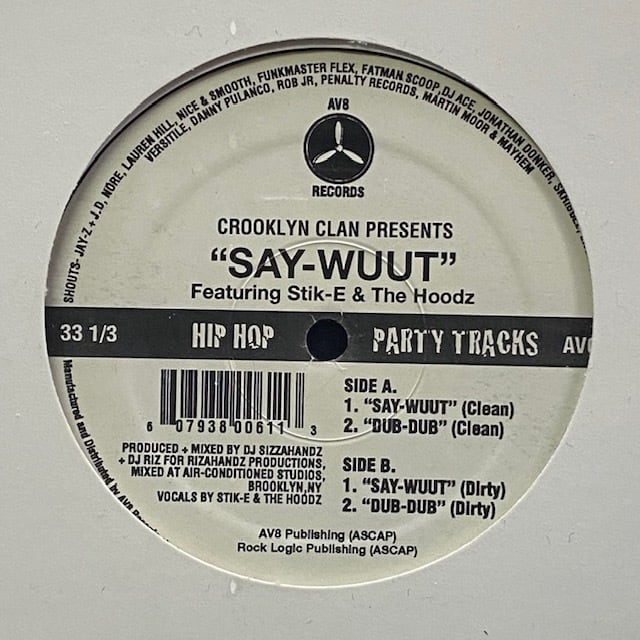 SHOUTS- JAY-Z + J.D, NORE, LAUREN HILL, NICE & SMOOTH, FUNKMASTER FLEX, FATMAN SCOOP, DJ ACE, JONATHAN DONKER,
VERSITILE, DANNY PULANCO, ROB JR, PENALTY RECORDS, MARTIN MOOR & MAYHEM
AV8
RECORDS
CROOKLYN CLAN PRESENTS
"SAY-WUUT"
Featuring Stik-E & The Hoodz
33 1/3 HIP HOP PARTY TRACKS
6 07938 00611 3
SIDE A.
1. "SAY-WUUT" (Clean)
2. "DUB-DUB" (Clean)
PRODUCED + MIXED BY DJ SIZZAHANDZ
+ DJ RIZ FOR RIZAHANDZ PRODUCTIONS,
MIXED AT AIR-CONDITIONED STUDIOS,
BROOKLYN,NY
VOCALS BY STIK-E & THE HOODZ
SIDE B.
1. "SAY-WUUT" (Dirty)
2. "DUB-DUB" (Dirty)
AV8 Publishing (ASCAP)
Rock Logic Publishing (ASCAP)
Manufactured and Distributed by AV8